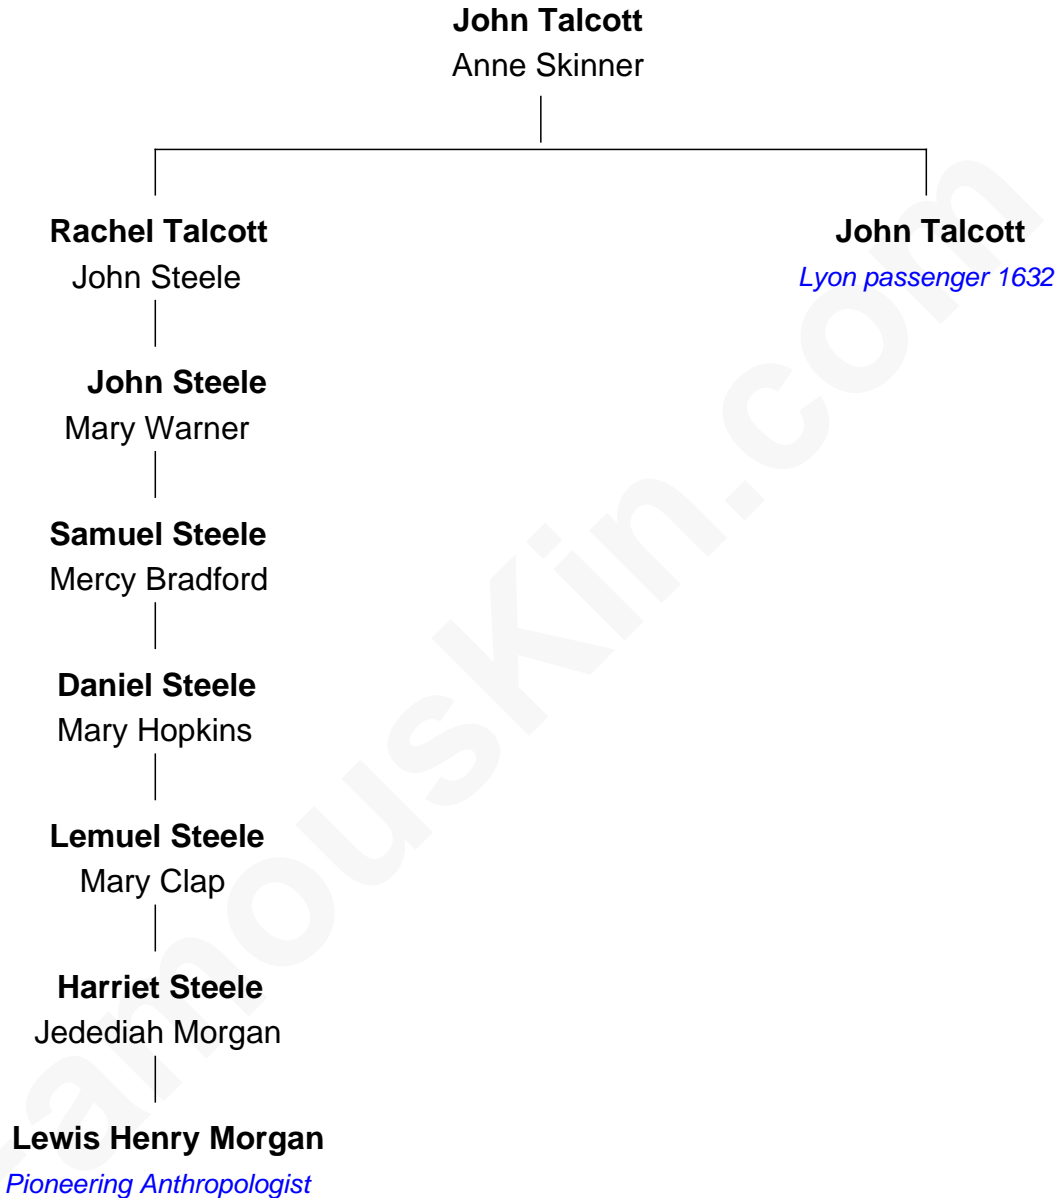 John Talcott
Anne Skinner
Rachel Talcott
John Steele
John Talcott
Lyon passenger 1632
John Steele
Mary Warner
Samuel Steele
Mercy Bradford
Daniel Steele
Mary Hopkins
Lemuel Steele
Mary Clap
Harriet Steele
Jedediah Morgan
Lewis Henry Morgan
Pioneering Anthropologist
famouskin.com